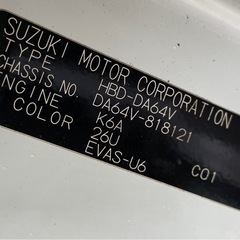 SUZUKI MOTOR CORPORATION
TYPE HBD-DA64V
CHASSIS NO. DA64V-818121
ENGINE K6A
COLOR 26U
EVAS-U6 C01